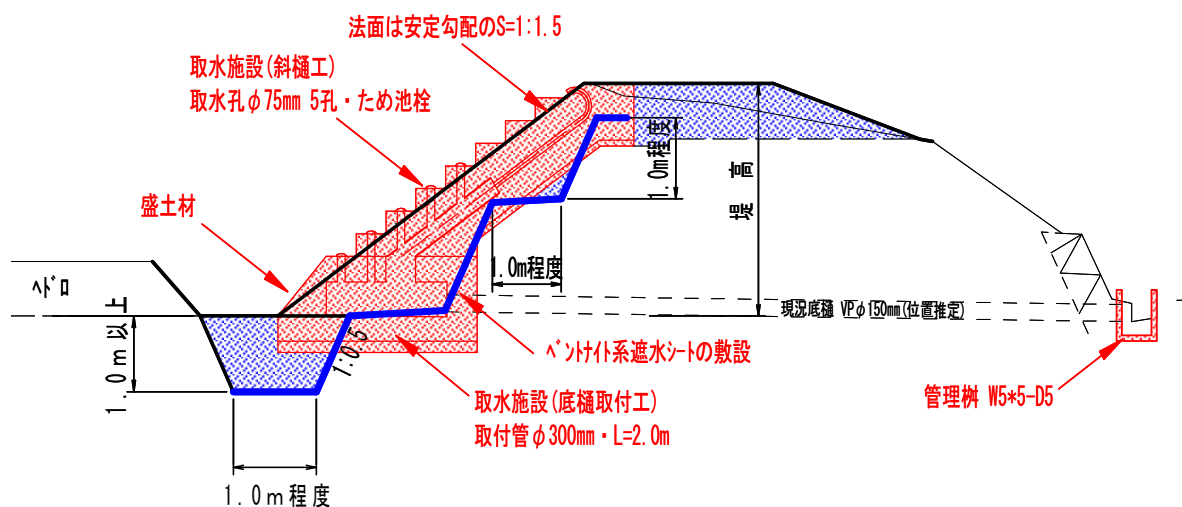 法面は安定勾配のS=1:1.5
取水施設(斜樋工)
取水孔φ75mm 5孔・ため池栓
盛土材
ﾍﾄﾞﾛ
1.0m以上
1.0m程度
1:0.5
1.0m程度
1.0m程度
堤高
現況底樋 VPφ150mm(位置推定)
ﾍﾞﾝﾄﾅｲﾄ系遮水ｼｰﾄの敷設
取水施設(底樋取付工)
取付管φ300mm・L=2.0m
管理桝 W5*5-D5